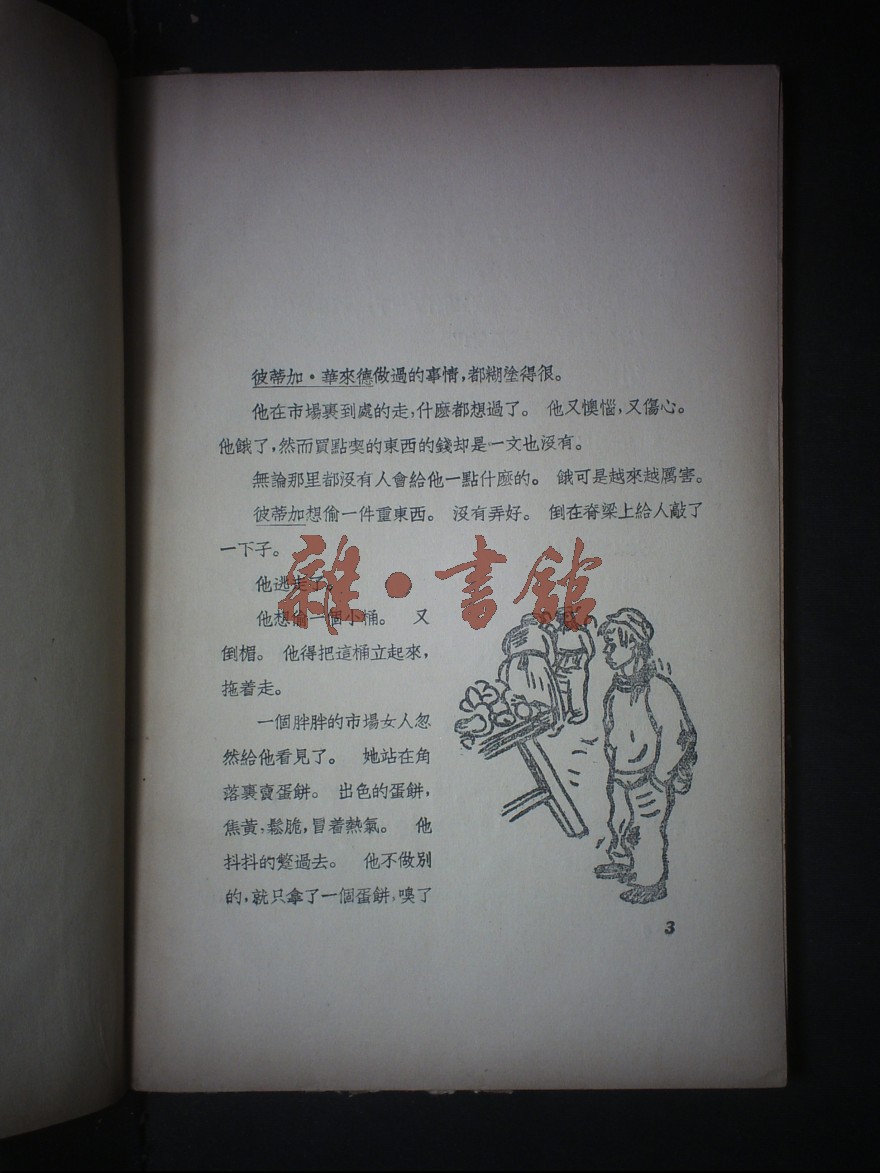 彼蒂加·華來德做過的事情，都糊塗得很。
他在市場裏到處的走，什麼都想過了。 他又懊惱，又傷心。
他餓了，然而買點喫的東西的錢却是一文也沒有。
無論那里都沒有人會給他一點什麼的。 餓可是越來越厲害。
彼蒂加想偷一件重東西。 沒有弄好。 倒在脊梁上給人敲了
一下子。
他逃走了。
雜·書館
他想偷一個小桶。 又
倒楣。 他得把這桶立起來，
拖着走。
一個胖胖的市場女人忽
然給他看見了。 她站在角
落裏賣蛋餅。 出色的蛋餅，
焦黃，鬆脆，冒着熱氣。 他
抖抖的蹩過去。 他不做別
的，就只拿了一個蛋餅，嗅了
3